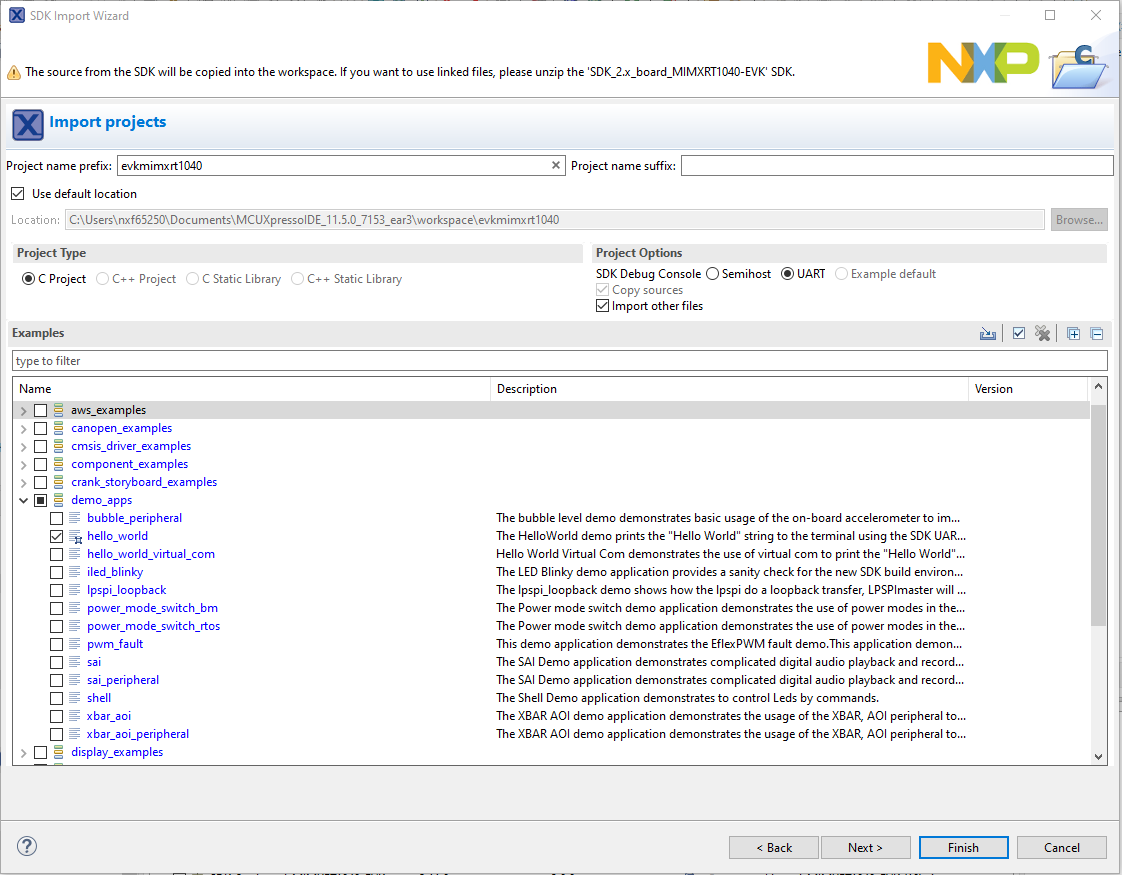 SDK Import Wizard
The source from the SDK will be copied into the workspace. If you want to use linked files, please unzip the 'SDK_2.x_board_MIMXRT1040-EVK' SDK.
NXP
Import projects
Project name prefix: evkmimxrt1040 Project name suffix:
Use default location
Location: C:\Users\nxf65250\Documents\MCUXpressoIDE_11.5.0_7153_ear3\workspace\evkmimxrt1040 Browse...
Project Type Project Options
C Project C++ Project C Static Library C++ Static Library SDK Debug Console Semihost UART Example default
Copy sources
Import other files
Examples
type to filter
Name Description Version
aws_examples
canopen_examples
cmsis_driver_examples
component_examples
crank_storyboard_examples
demo_apps
bubble_peripheral The bubble level demo demonstrates basic usage of the on-board accelerometer to im...
hello_world The HelloWorld demo prints the "Hello World" string to the terminal using the SDK UAR...
hello_world_virtual_com Hello World Virtual Com demonstrates the use of virtual com to print the "Hello World"...
iled_blinky The LED Blinky demo application provides a sanity check for the new SDK build environ...
lpspi_loopback The lpspi_loopback demo shows how the lpspi do a loopback transfer, LPSPImaster will ...
power_mode_switch_bm The Power mode switch demo application demonstrates the use of power modes in the...
power_mode_switch_rtos The Power mode switch demo application demonstrates the use of power modes in the...
pwm_fault This demo application demonstrates the EflexPWM fault demo.This application demon...
sai The SAI Demo application demonstrates complicated digital audio playback and record...
sai_peripheral The SAI Demo application demonstrates complicated digital audio playback and record...
shell The Shell Demo application demonstrates to control Leds by commands.
xbar_aoi The XBAR AOI demo application demonstrates the usage of the XBAR, AOI peripheral to...
xbar_aoi_peripheral The XBAR AOI demo application demonstrates the usage of the XBAR, AOI peripheral to...
display_examples
< Back Next > Finish Cancel